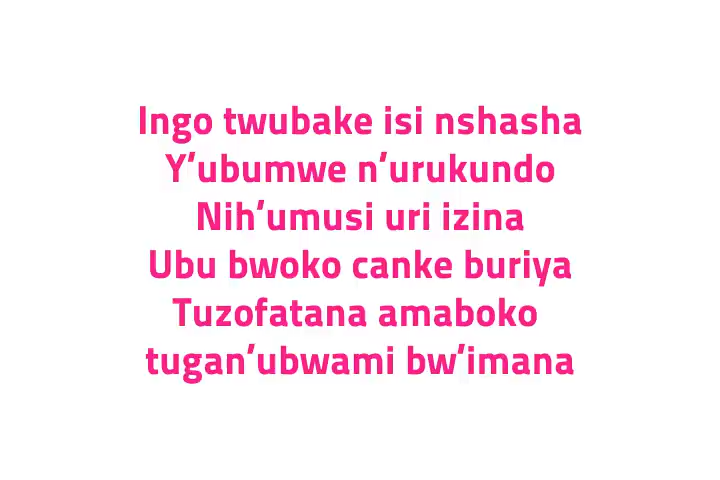 Ingo twubake isi nshasha
Y'ubumwe n'urukundo
Nih'umusi uri izina
Ubu bwoko canke buriya
Tuzofatana amaboko
tugan'ubwami bw'imana